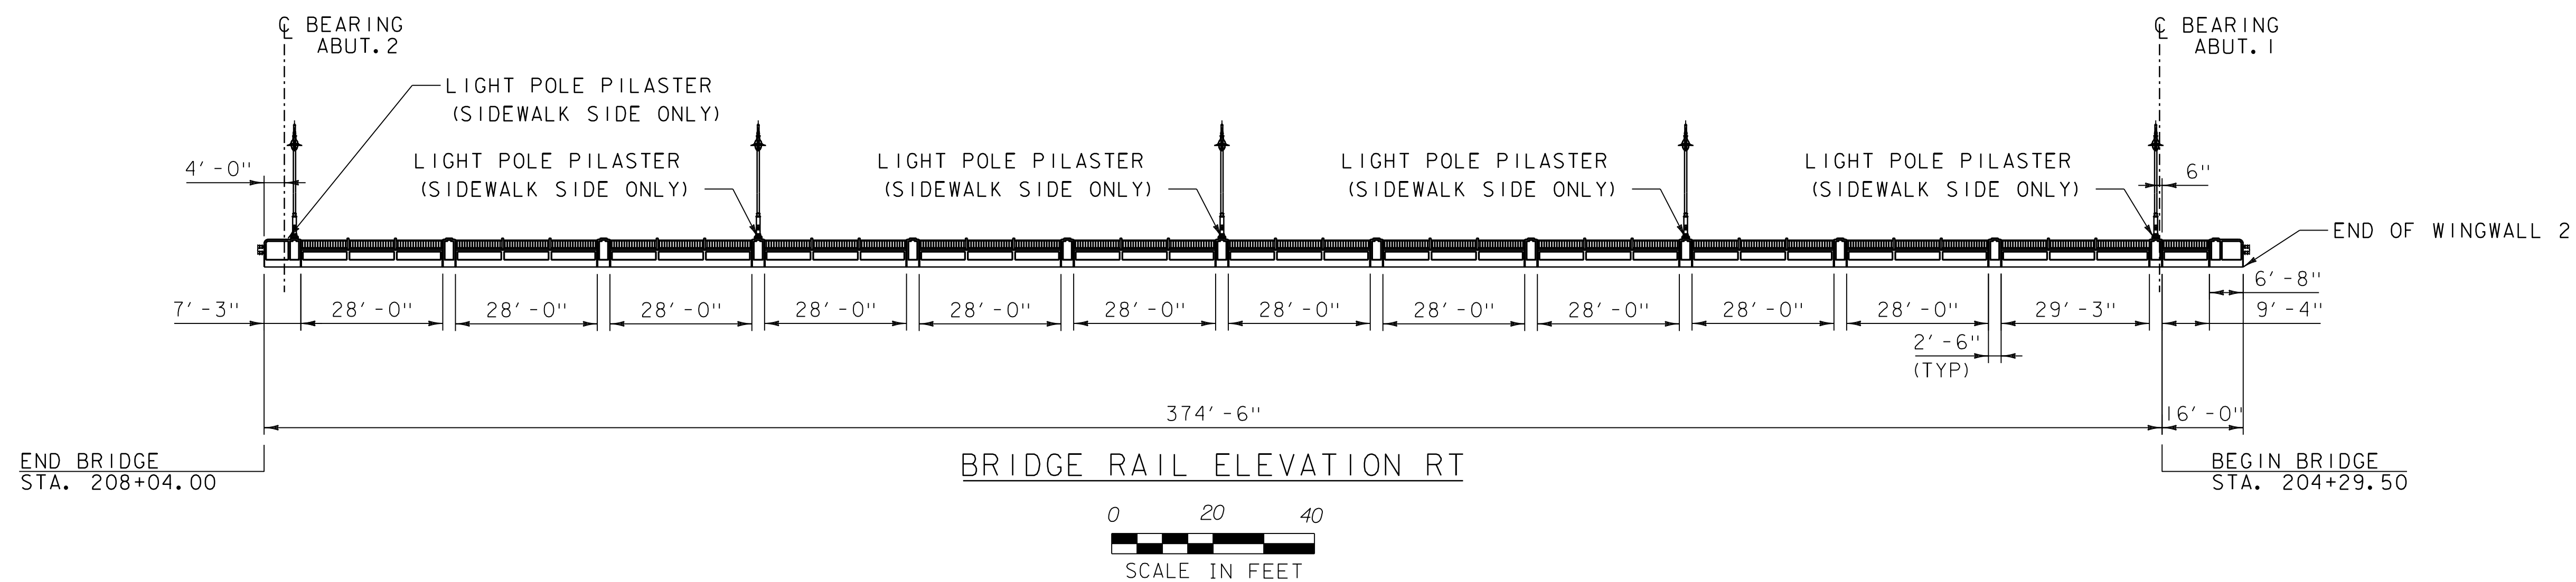 ℄ BEARING
ABUT. 2
℄ BEARING
ABUT. 1
LIGHT POLE PILASTER
(SIDEWALK SIDE ONLY)
LIGHT POLE PILASTER
(SIDEWALK SIDE ONLY)
LIGHT POLE PILASTER
(SIDEWALK SIDE ONLY)
LIGHT POLE PILASTER
(SIDEWALK SIDE ONLY)
LIGHT POLE PILASTER
(SIDEWALK SIDE ONLY)
4'-0"
6"
END OF WINGWALL 2
6'-8"
7'-3"
28'-0"
28'-0"
28'-0"
28'-0"
28'-0"
28'-0"
28'-0"
28'-0"
28'-0"
28'-0"
28'-0"
29'-3"
9'-4"
2'-6"
(TYP)
374'-6"
16'-0"
END BRIDGE
STA. 208+04.00
BRIDGE RAIL ELEVATION RT
BEGIN BRIDGE
STA. 204+29.50
0 20 40
SCALE IN FEET